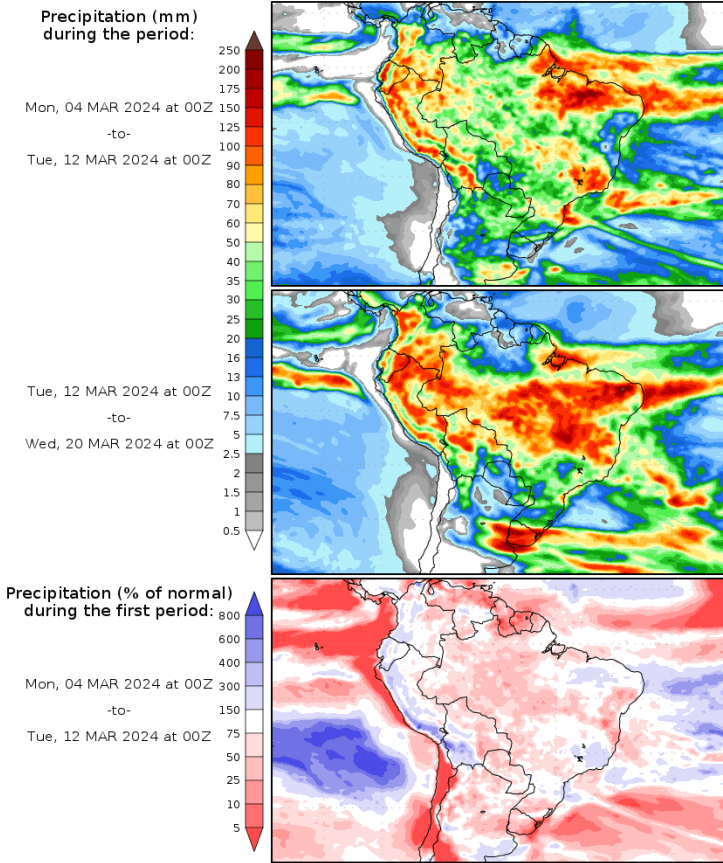 Precipitation (mm)
during the period:
Mon, 04 MAR 2024 at 00Z
-to-
Tue, 12 MAR 2024 at 00Z
250
200
175
150
125
100
90
80
70
60
50
40
35
30
25
20
16
13
10
7.5
5
2.5
2
1.5
1
0.5
Tue, 12 MAR 2024 at 00Z
-to-
Wed, 20 MAR 2024 at 00Z
Precipitation (% of normal)
during the first period:
Mon, 04 MAR 2024 at 00Z
-to-
Tue, 12 MAR 2024 at 00Z
800
600
400
300
150
75
50
25
10
5